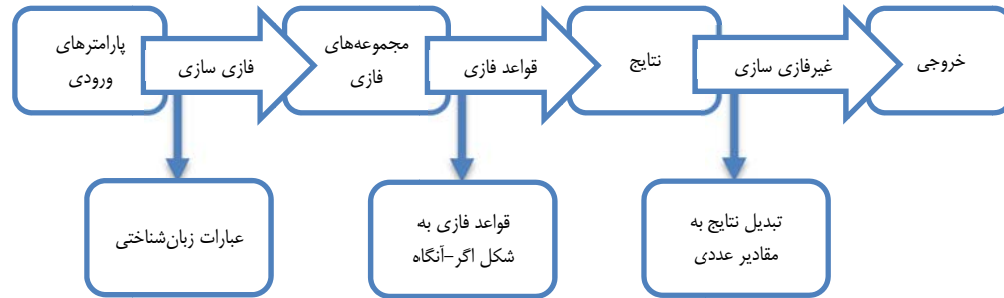 پارامترهای
ورودی
فازی سازی
مجموعه‌های
فازی
قواعد فازی
نتایج
غیرفازی سازی
خروجی
عبارات زبان‌شناختی
قواعد فازی به
شکل اگر-آنگاه
تبدیل نتایج به
مقادیر عددی